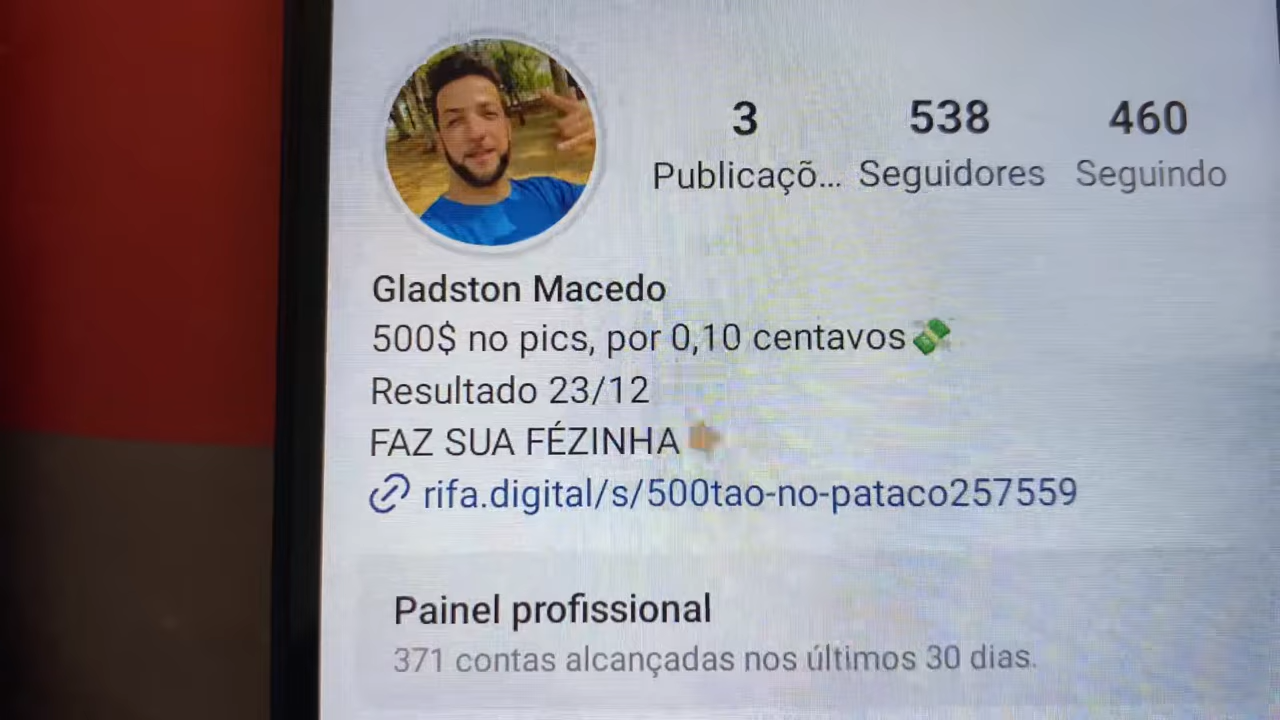 3 538 460
Publicaçõ... Seguidores Seguindo
Gladston Macedo
500$ no pics, por 0,10 centavos💸
Resultado 23/12
FAZ SUA FÉZINHA
rifa.digital/s/500tao-no-pataco257559
Painel profissional
371 contas alcançadas nos últimos 30 dias.